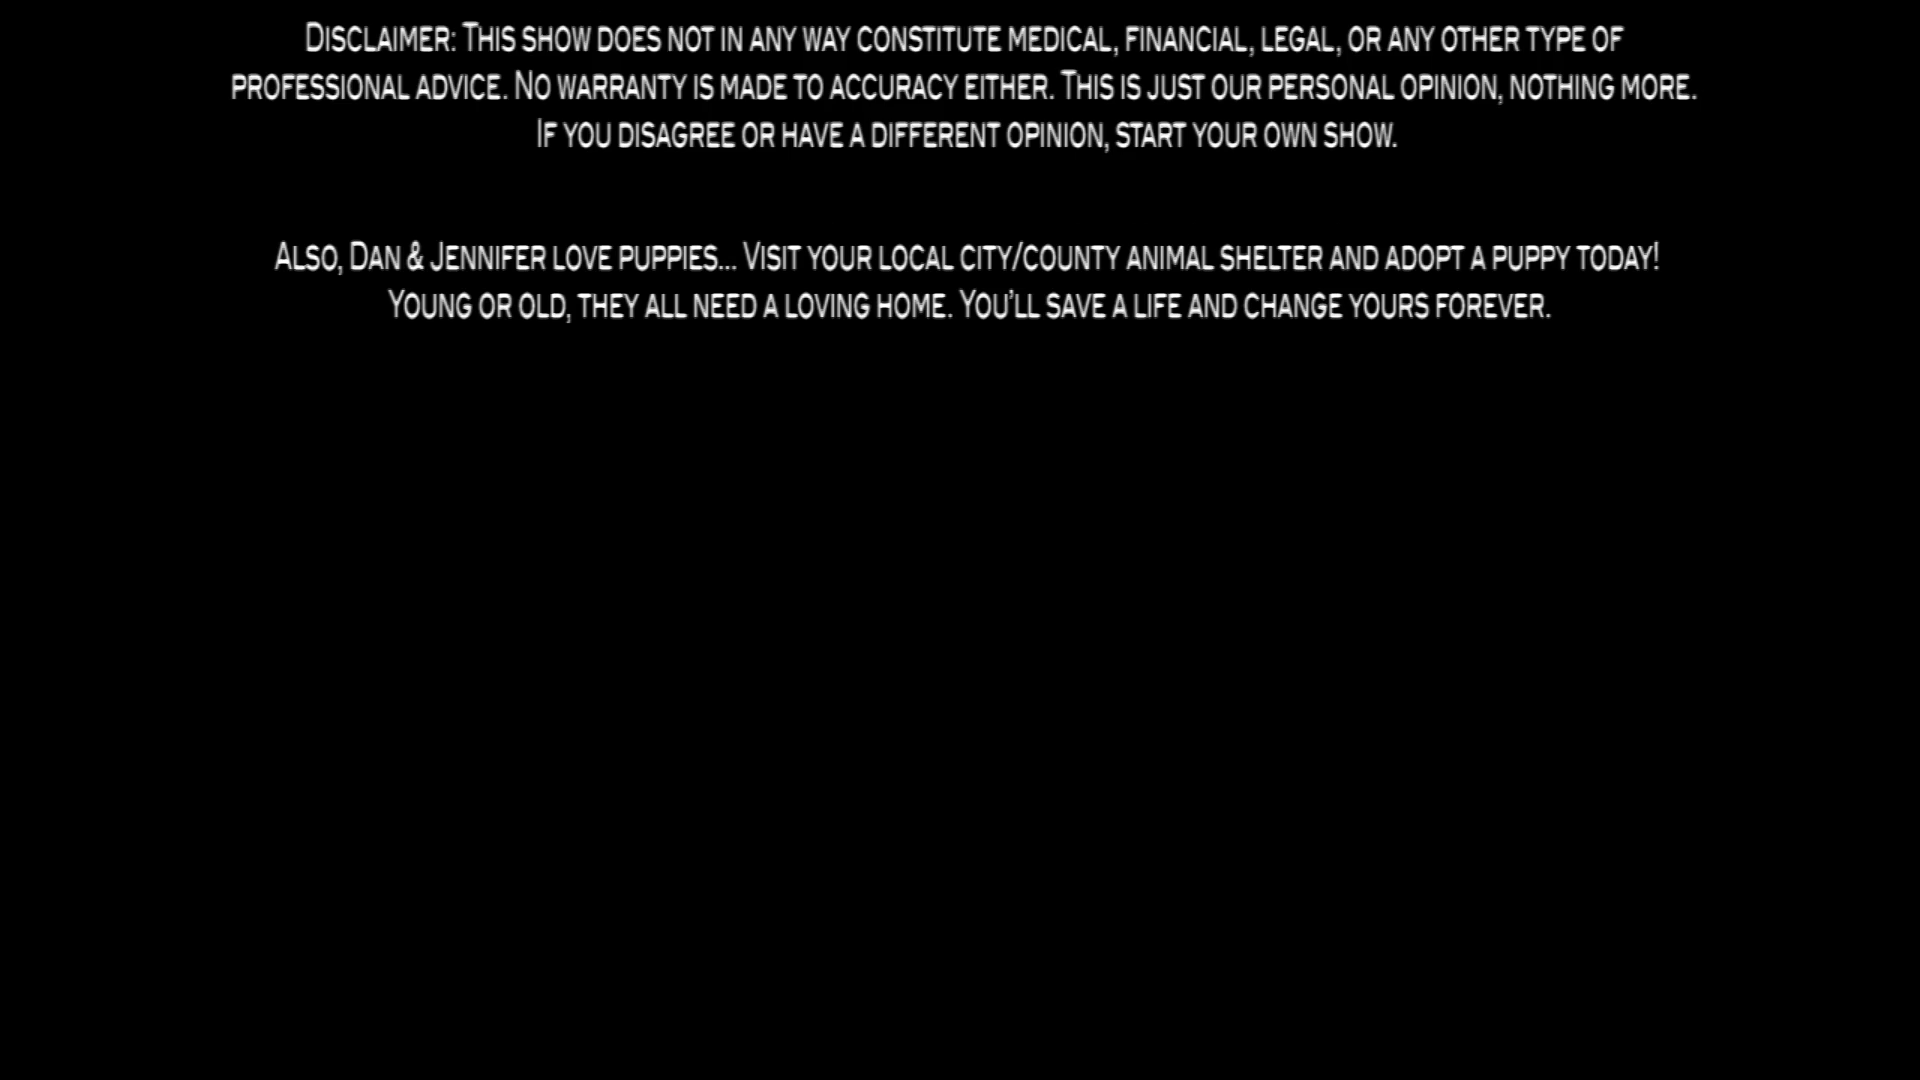 Disclaimer: This show does not in any way constitute medical, financial, legal, or any other type of
professional advice. No warranty is made to accuracy either. This is just our personal opinion, nothing more.
If you disagree or have a different opinion, start your own show.
Also, Dan & Jennifer love puppies... Visit your local city/county animal shelter and adopt a puppy today!
Young or old, they all need a loving home. You'll save a life and change yours forever.